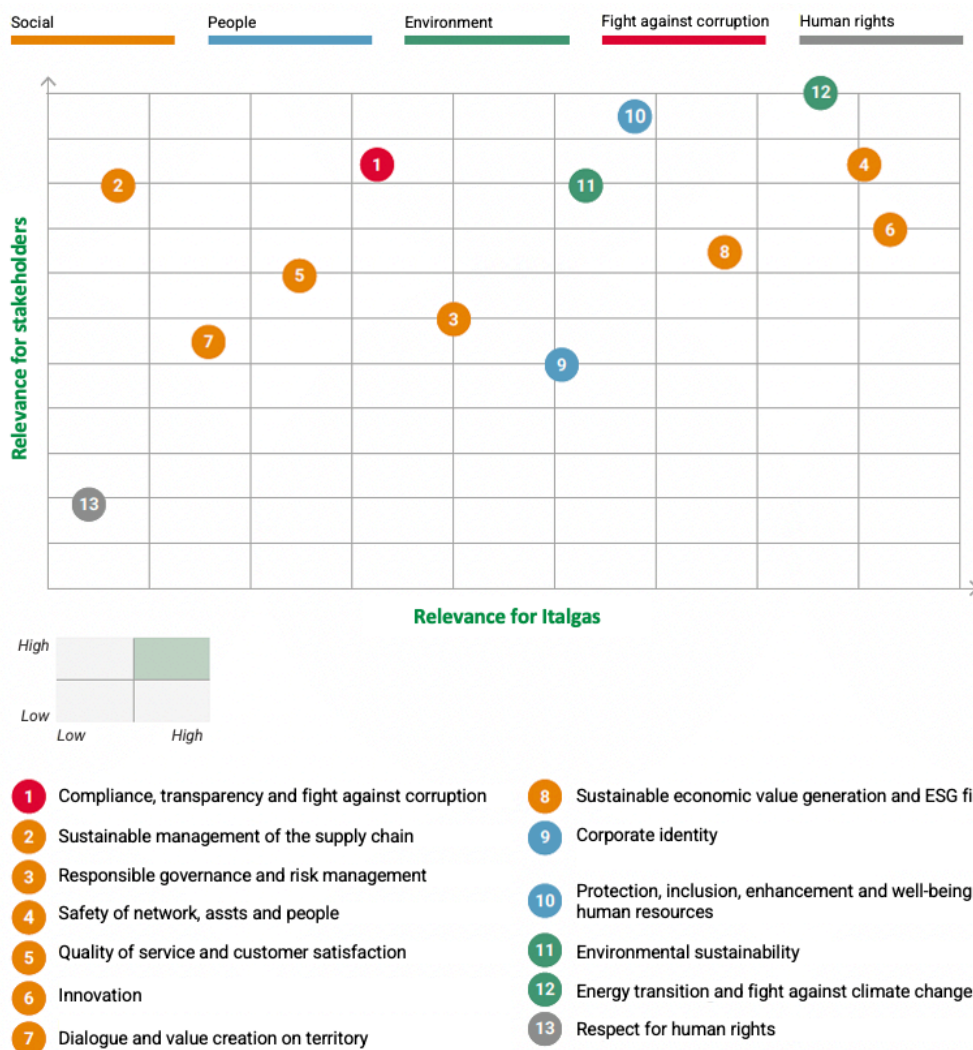 Social
People
Environment
Fight against corruption
Human rights
12
10
1
4
2
11
6
8
5
3
7
9
13
Relevance for stakeholders
Relevance for Italgas
High
Low
Low
High
1 Compliance, transparency and fight against corruption
2 Sustainable management of the supply chain
3 Responsible governance and risk management
4 Safety of network, assts and people
5 Quality of service and customer satisfaction
6 Innovation
7 Dialogue and value creation on territory
8 Sustainable economic value generation and ESG fi
9 Corporate identity
10 Protection, inclusion, enhancement and well-being
human resources
11 Environmental sustainability
12 Energy transition and fight against climate change
13 Respect for human rights